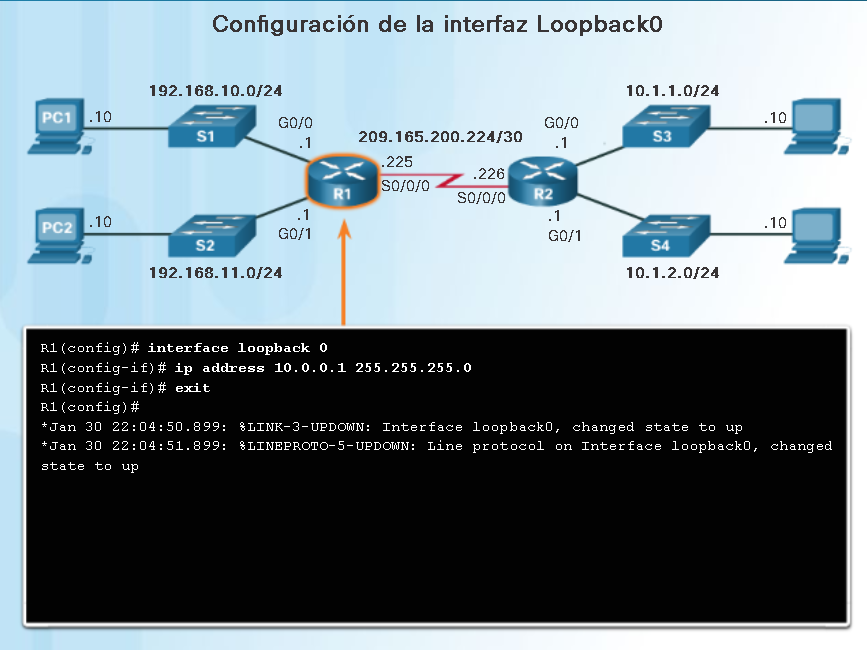 Configuración de la interfaz Loopback0
192.168.10.0/24
10.1.1.0/24
PC1
.10
S1
G0/0
.1
209.165.200.224/30
G0/0
.1
S3
.10
.225
R1
S0/0/0
.226
S0/0/0
R2
PC2
.10
S2
.1
G0/1
.1
G0/1
S4
.10
192.168.11.0/24
10.1.2.0/24
R1(config)# interface loopback 0
R1(config-if)# ip address 10.0.0.1 255.255.255.0
R1(config-if)# exit
R1(config)#
*Jan 30 22:04:50.899: %LINK-3-UPDOWN: Interface loopback0, changed state to up
*Jan 30 22:04:51.899: %LINEPROTO-5-UPDOWN: Line protocol on Interface loopback0, changed
state to up